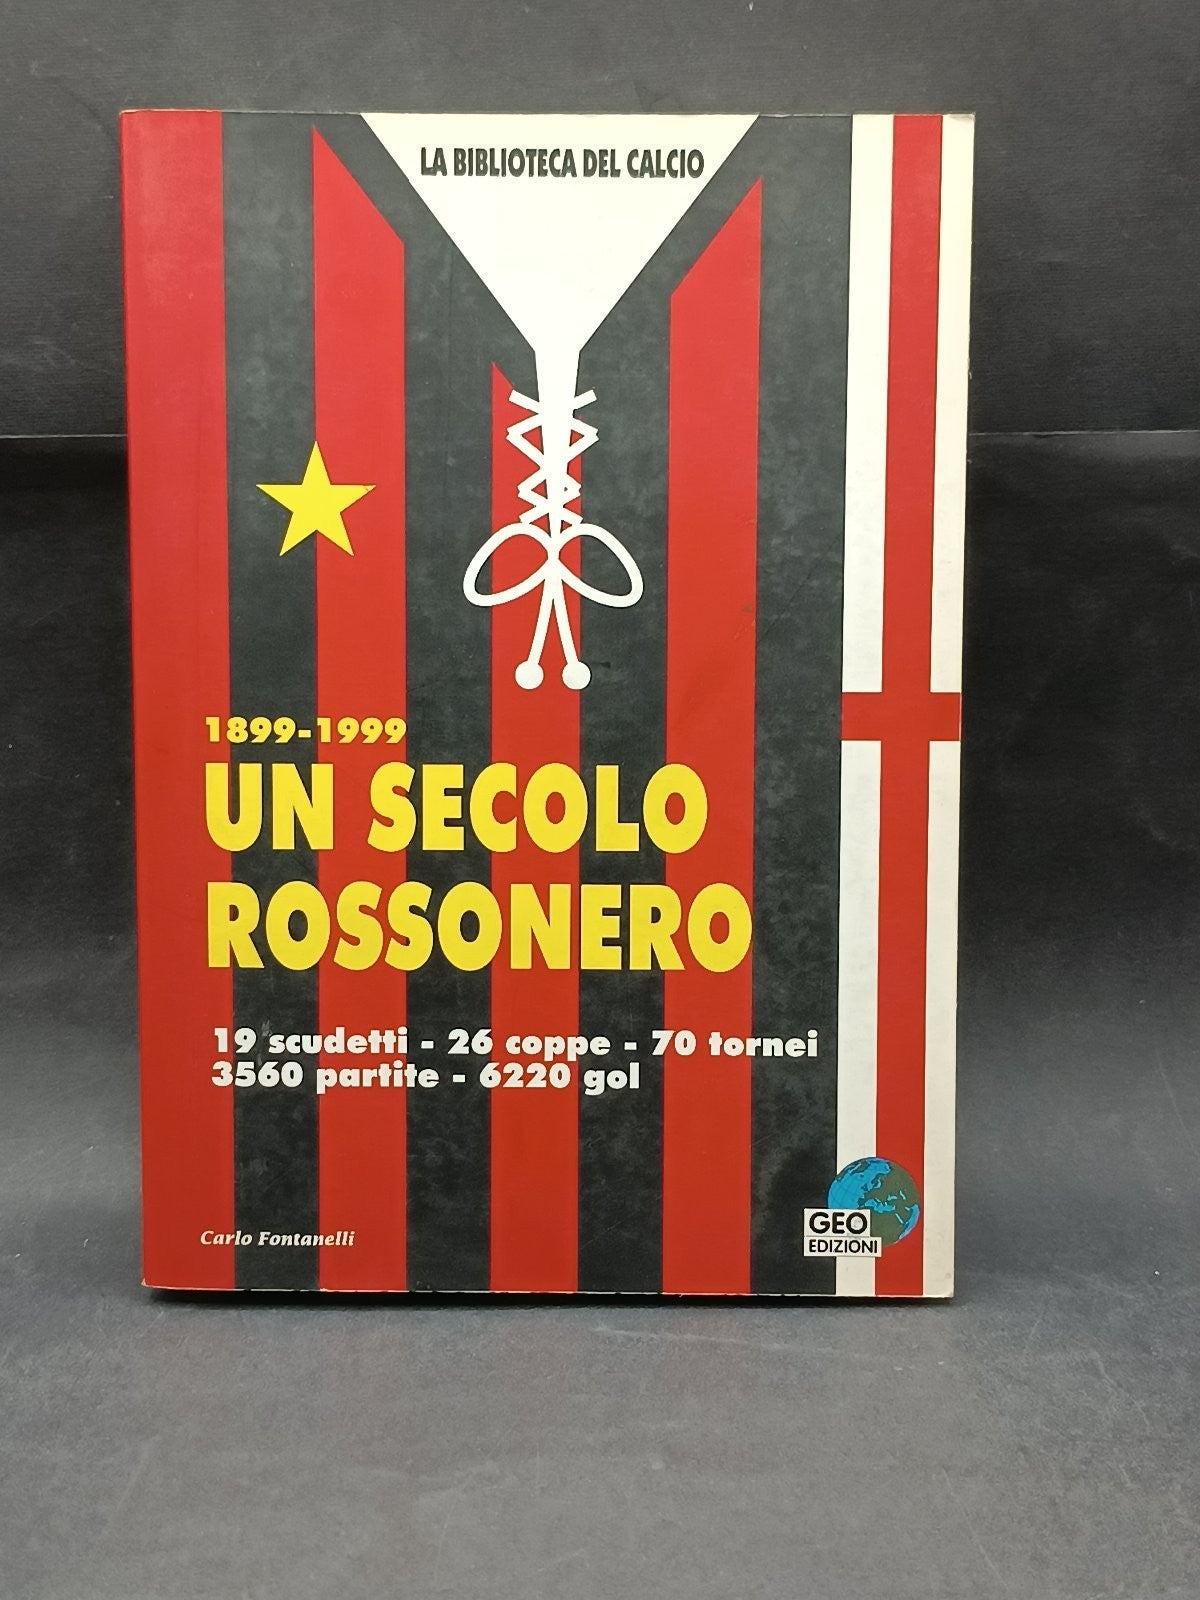 LA BIBLIOTECA DEL CALCIO
1899-1999
UN SECOLO
ROSSONERO
19 scudetti - 26 coppe - 70 tornei
3560 partite - 6220 gol
Carlo Fontanelli
GEO
EDIZIONI